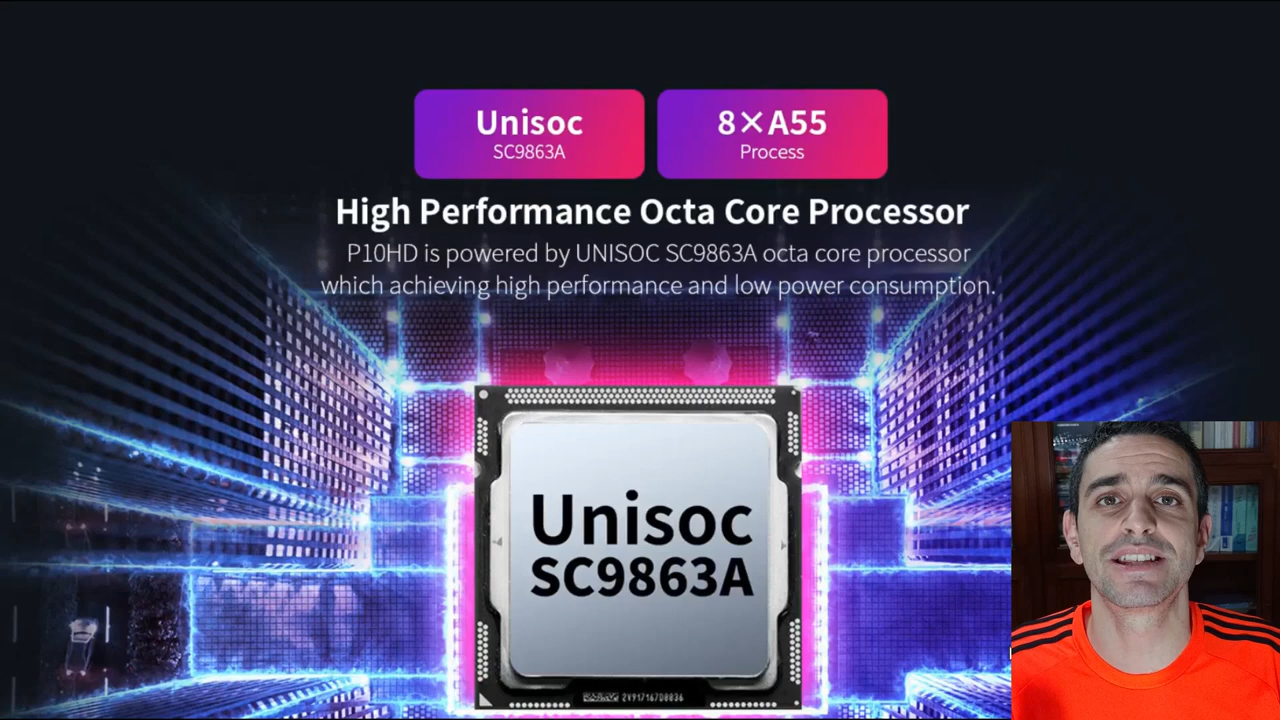 Unisoc
SC9863A
8×A55
Process
High Performance Octa Core Processor
P10HD is powered by UNISOC SC9863A octa core processor
which achieving high performance and low power consumption.
Unisoc
SC9863A
2V917167D0036